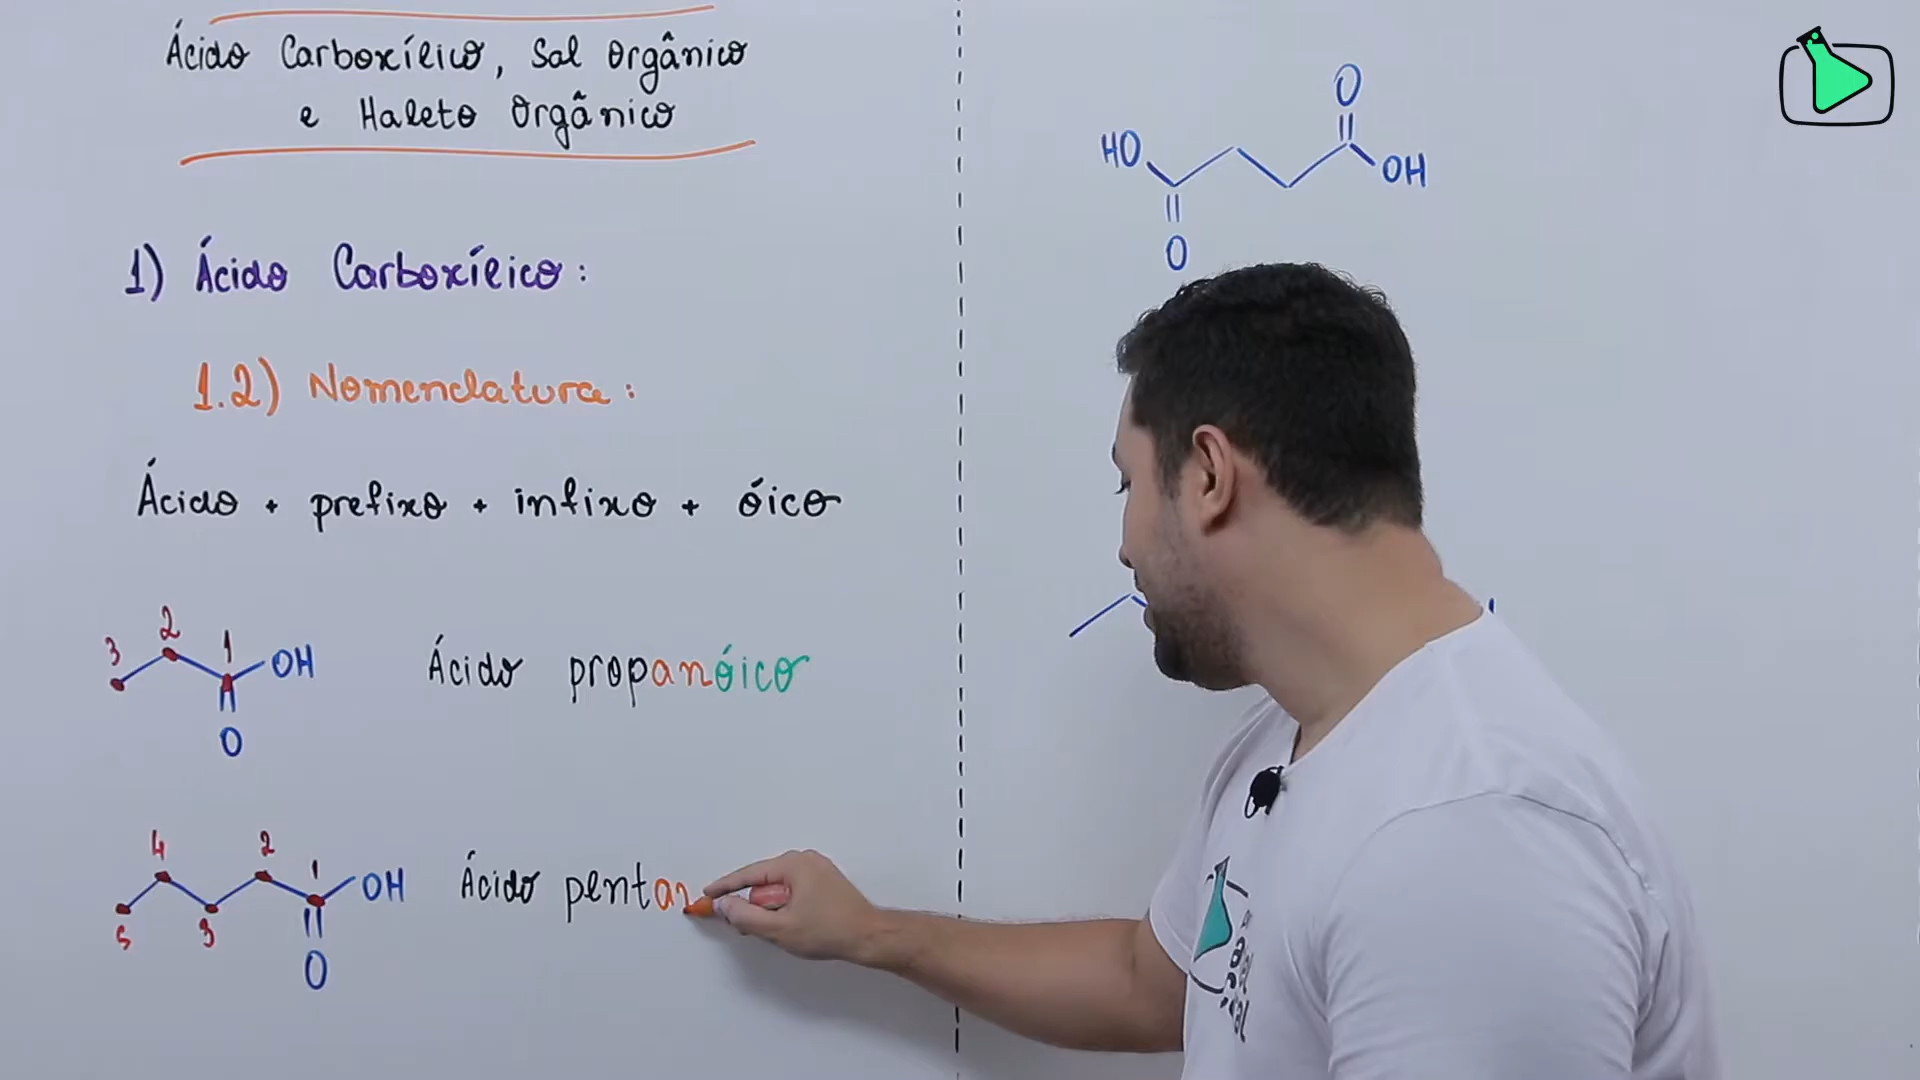 Ácido Carboxílico, Sal Orgânico
e Haleto Orgânico
1) Ácido Carboxílico:
1.2) Nomenclatura:
Ácido + prefixo + infixo + óico
3 2 1 OH
O
Ácido propanóico
4 2 1 OH
5 3
O
Ácido pentan
O
HO OH
O